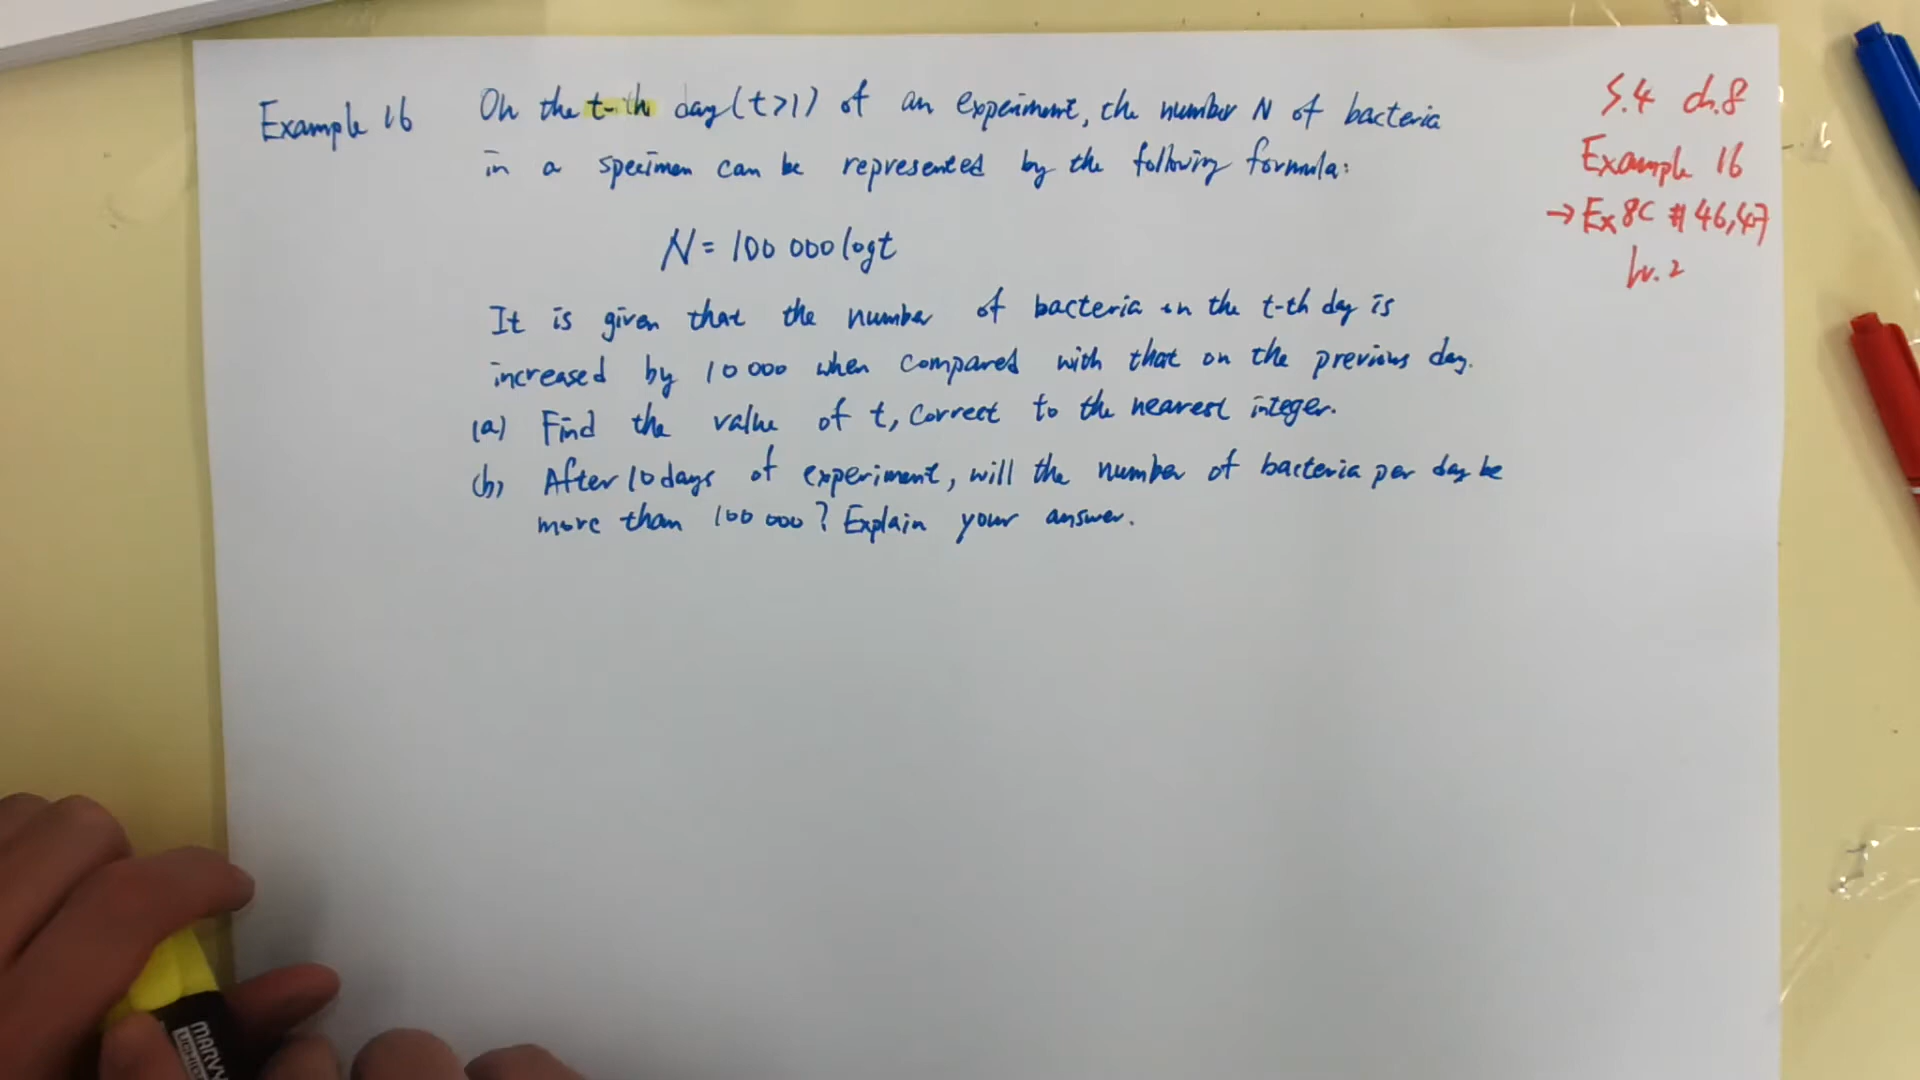 Example 16 On the t-th day (t>1) of an experiment, the number N of bacteria
in a specimen can be represented by the following formula:
N = 100 000 log t
It is given that the number of bacteria on the t-th day is
increased by 10 000 when compared with that on the previous day.
(a) Find the value of t, correct to the nearest integer.
(b) After 10 days of experiment, will the number of bacteria per day be
more than 100 000? Explain your answer.
S.4 ch.8
Example 16
→ Ex 8C # 46,47
Lv. 2
MARVY
UCHIDA